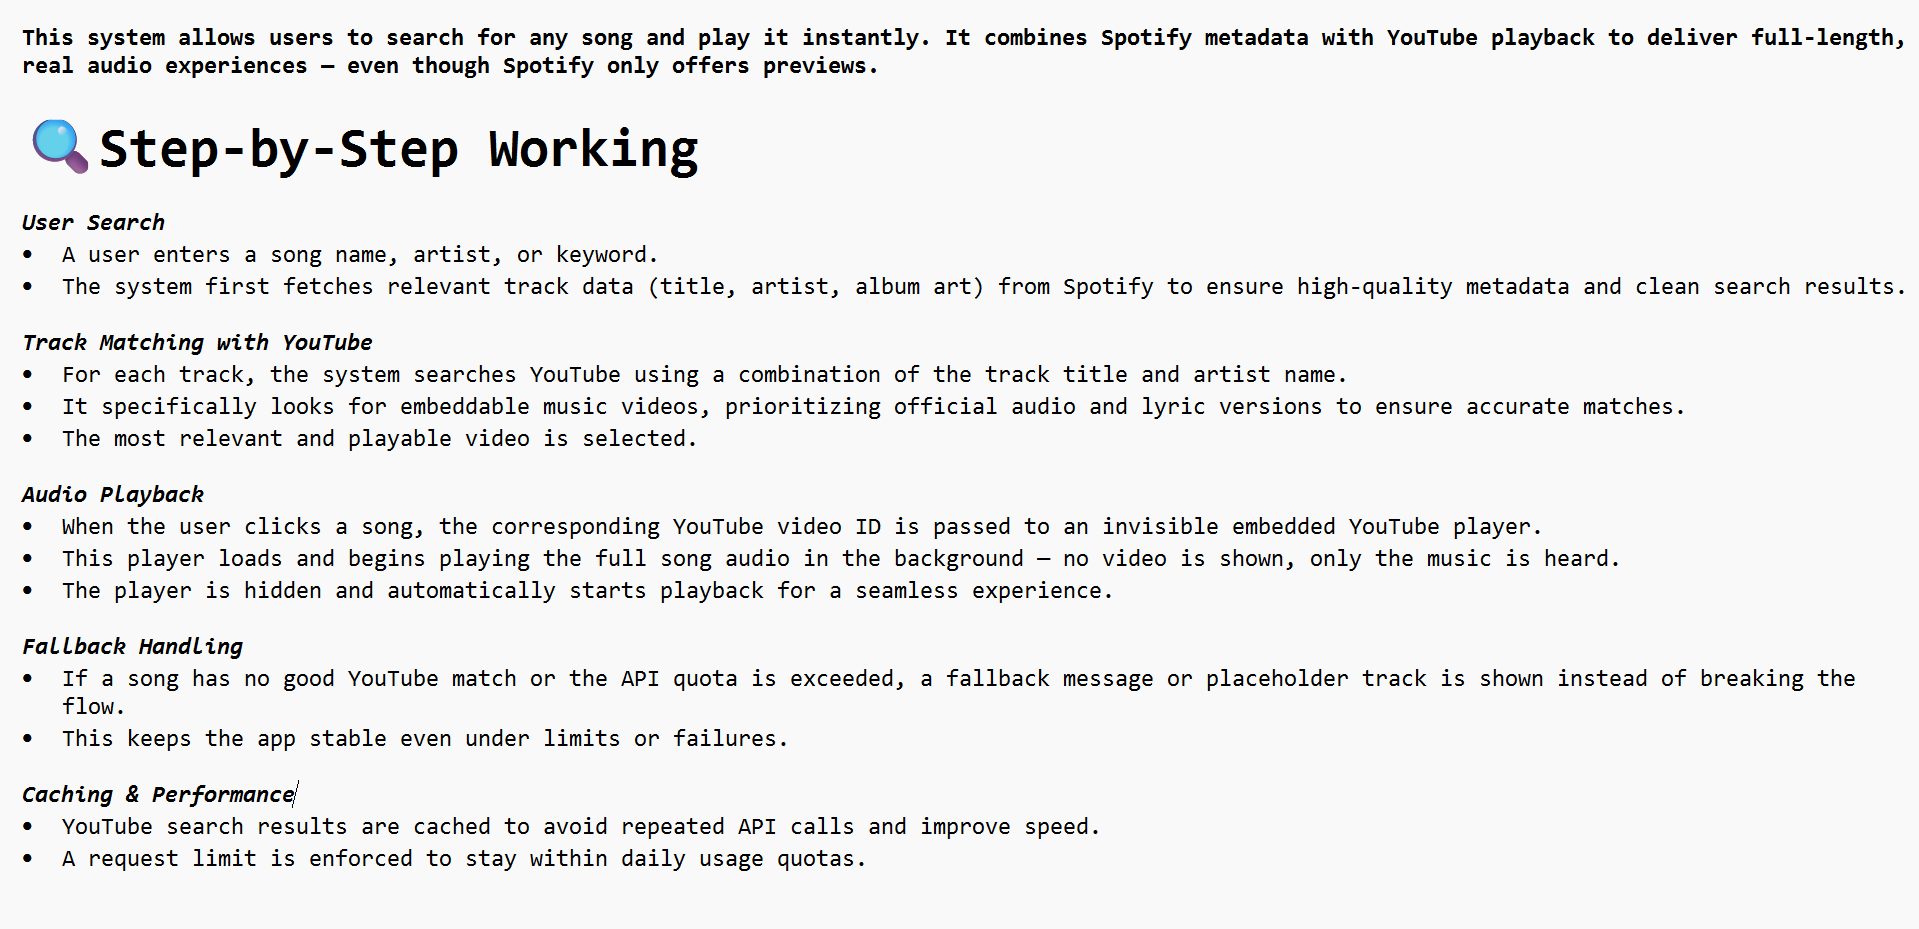 This system allows users to search for any song and play it instantly. It combines Spotify metadata with YouTube playback to deliver full-length,
real audio experiences — even though Spotify only offers previews.
🔍Step-by-Step Working
User Search
• A user enters a song name, artist, or keyword.
• The system first fetches relevant track data (title, artist, album art) from Spotify to ensure high-quality metadata and clean search results.
Track Matching with YouTube
• For each track, the system searches YouTube using a combination of the track title and artist name.
• It specifically looks for embeddable music videos, prioritizing official audio and lyric versions to ensure accurate matches.
• The most relevant and playable video is selected.
Audio Playback
• When the user clicks a song, the corresponding YouTube video ID is passed to an invisible embedded YouTube player.
• This player loads and begins playing the full song audio in the background — no video is shown, only the music is heard.
• The player is hidden and automatically starts playback for a seamless experience.
Fallback Handling
• If a song has no good YouTube match or the API quota is exceeded, a fallback message or placeholder track is shown instead of breaking the
flow.
• This keeps the app stable even under limits or failures.
Caching & Performance
• YouTube search results are cached to avoid repeated API calls and improve speed.
• A request limit is enforced to stay within daily usage quotas.